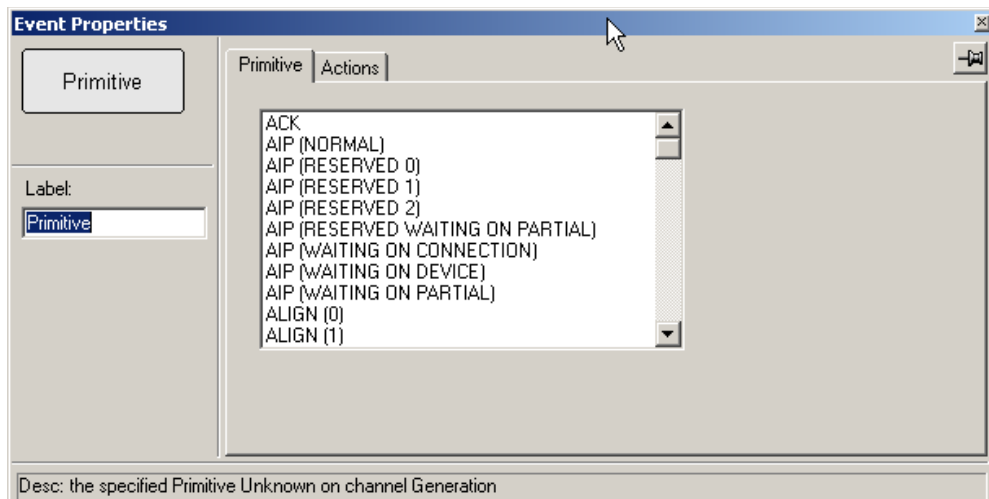 Event Properties
Primitive
Primitive
Actions
ACK
AIP (NORMAL)
AIP (RESERVED 0)
AIP (RESERVED 1)
AIP (RESERVED 2)
AIP (RESERVED WAITING ON PARTIAL)
AIP (WAITING ON CONNECTION)
AIP (WAITING ON DEVICE)
AIP (WAITING ON PARTIAL)
ALIGN (0)
ALIGN (1)
Label:
Primitive
Desc: the specified Primitive Unknown on channel Generation